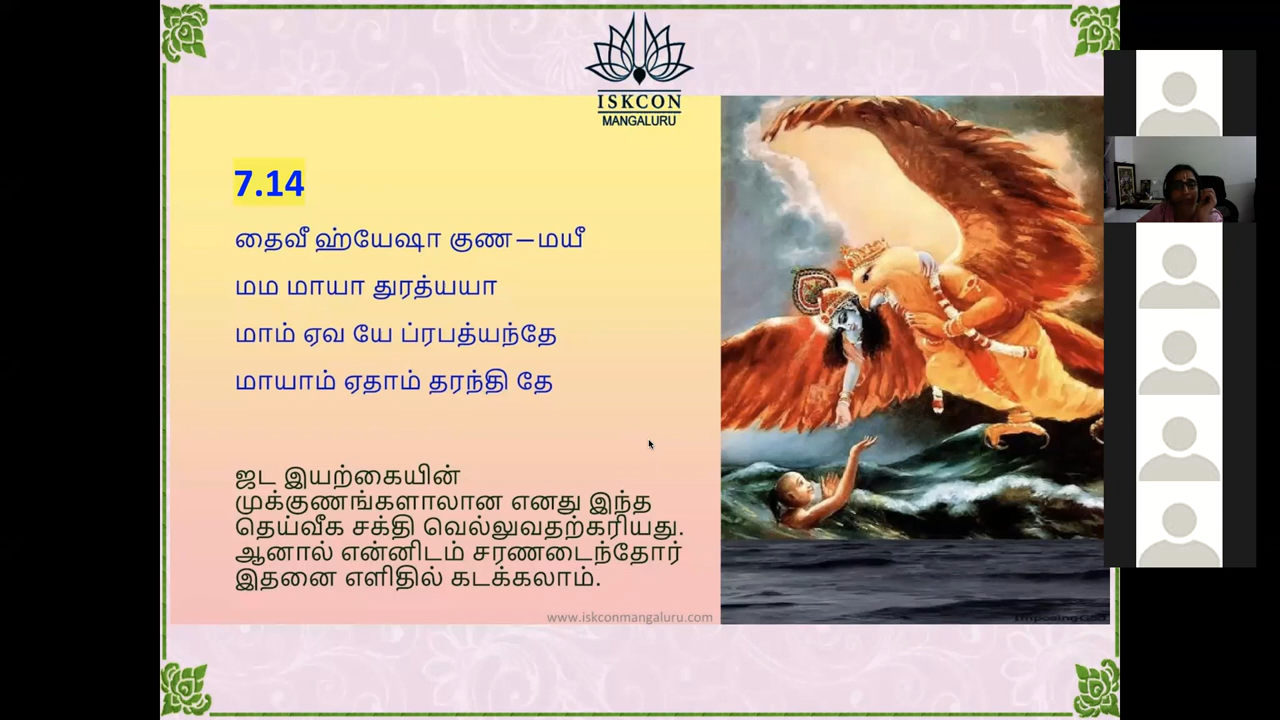 ISKCON
MANGALURU
7.14
தைவீ ஹ்யேஷா குண–மயீ
மம மாயா துரத்யயா
மாம் ஏவ யே ப்ரபத்யந்தே
மாயாம் ஏதாம் தரந்தி தே
ஜட இயற்கையின்
முக்குணங்களாலான எனது இந்த
தெய்வீக சக்தி வெல்லுவதற்கரியது.
ஆனால் என்னிடம் சரணடைந்தோர்
இதனை எளிதில் கடக்கலாம்.
www.iskconmangaluru.com